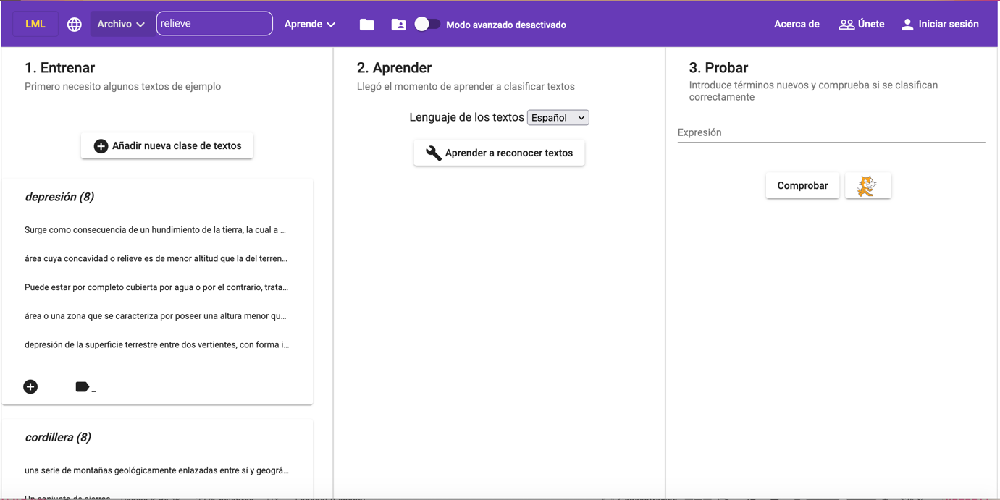 LML
Archivo
relieve
Aprende
Modo avanzado desactivado
Acerca de
Únete
Iniciar sesión
1. Entrenar
Primero necesito algunos textos de ejemplo
Añadir nueva clase de textos
depresión (8)
Surge como consecuencia de un hundimiento de la tierra, la cual a ...
área cuya concavidad o relieve es de menor altitud que la del terren...
Puede estar por completo cubierta por agua o por el contrario, trata...
área o una zona que se caracteriza por poseer una altura menor qu...
depresión de la superficie terrestre entre dos vertientes, con forma i...
cordillera (8)
una serie de montañas geológicamente enlazadas entre sí y geográ...
Un conjunto de sierras
2. Aprender
Llegó el momento de aprender a clasificar textos
Lenguaje de los textos Español
Aprender a reconocer textos
3. Probar
Introduce términos nuevos y comprueba si se clasifican
correctamente
Expresión
Comprobar